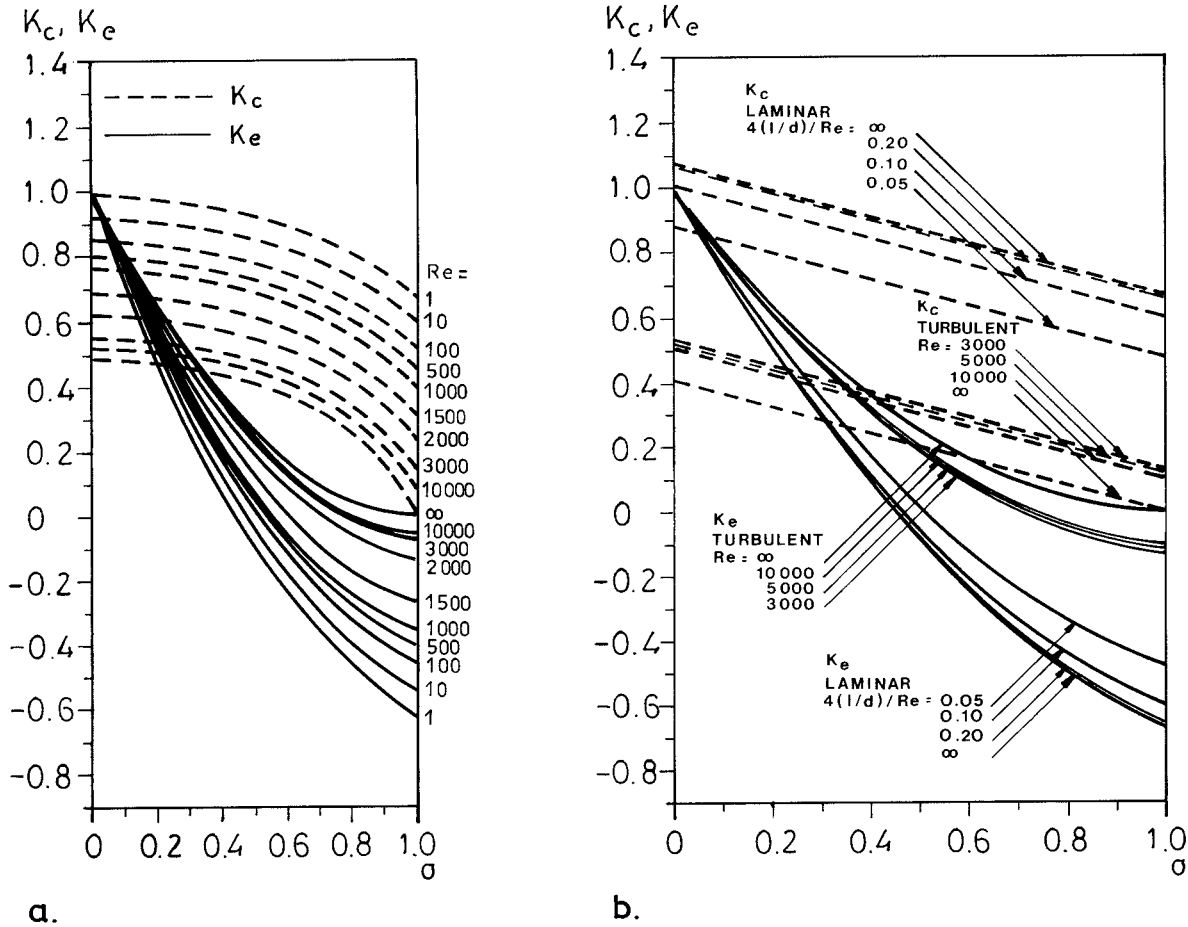 Kc, Ke
1.4
1.2
1.0
0.8
0.6
0.4
0.2
0
-0.2
-0.4
-0.6
-0.8
Kc
Ke
Re=
1
10
100
500
1000
1500
2000
3000
10000
∞
10000
3000
2000
1500
1000
500
100
10
1
0 0.2 0.4 0.6 0.8 1.0
σ
a.
Kc, Ke
1.4
1.2
1.0
0.8
0.6
0.4
0.2
0
-0.2
-0.4
-0.6
-0.8
Kc
LAMINAR
4(l/d)/Re= ∞
0.20
0.10
0.05
Kc
TURBULENT
Re= 3000
5000
10000
∞
Ke
TURBULENT
Re= ∞
10000
5000
3000
Ke
LAMINAR
4(l/d)/Re= 0.05
0.10
0.20
∞
0 0.2 0.4 0.6 0.8 1.0
σ
b.